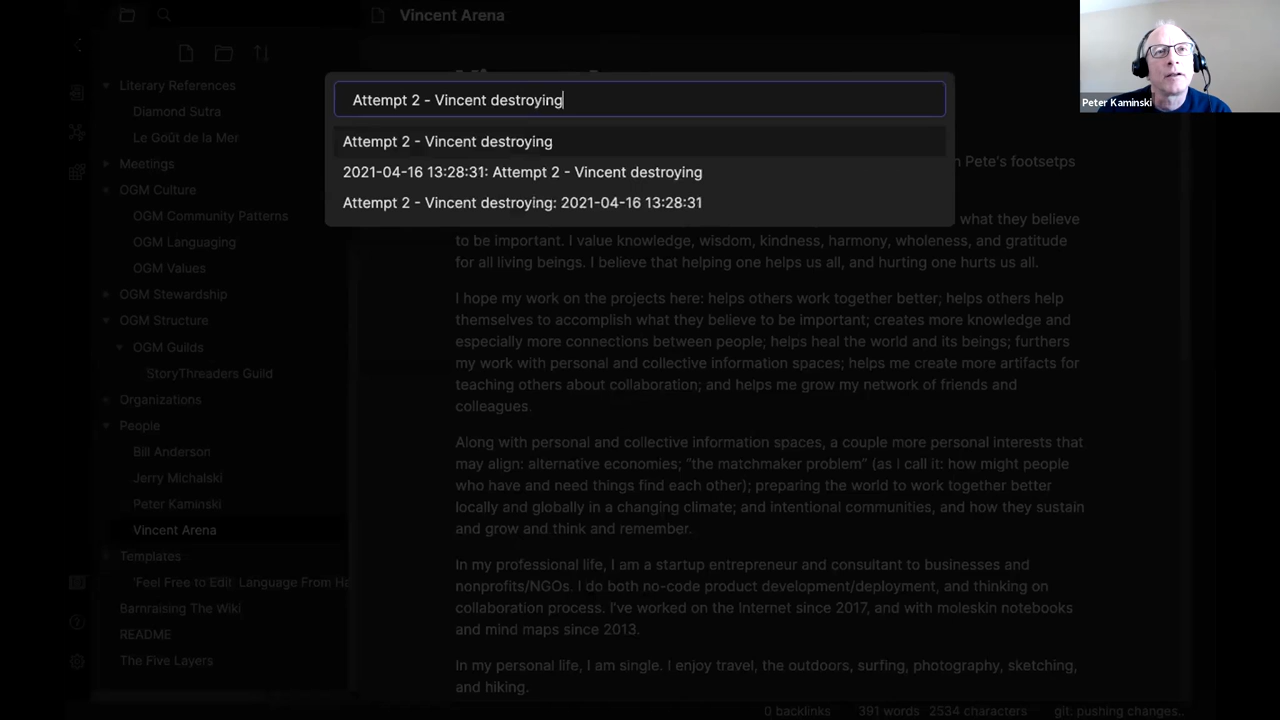 Vincent Arena
Peter Kaminski
Attempt 2 - Vincent destroying
Attempt 2 - Vincent destroying
2021-04-16 13:28:31: Attempt 2 - Vincent destroying
Attempt 2 - Vincent destroying: 2021-04-16 13:28:31
Literary References
Diamond Sutra
Le Goût de la Mer
Meetings
OGM Culture
OGM Community Patterns
OGM Languaging
OGM Values
OGM Stewardship
OGM Structure
OGM Guilds
StoryThreaders Guild
Organizations
People
Bill Anderson
Jerry Michalski
Peter Kaminski
Vincent Arena
Templates
'Feel Free to Edit' Language From Ha
Barnraising The Wiki
README
The Five Layers
Pete's footsetps
what they believe
to be important. I value knowledge, wisdom, kindness, harmony, wholeness, and gratitude
for all living beings. I believe that helping one helps us all, and hurting one hurts us all.
I hope my work on the projects here: helps others work together better; helps others help
themselves to accomplish what they believe to be important; creates more knowledge and
especially more connections between people; helps heal the world and its beings; furthers
my work with personal and collective information spaces; helps me create more artifacts for
teaching others about collaboration; and helps me grow my network of friends and
colleagues.
Along with personal and collective information spaces, a couple more personal interests that
may align: alternative economies; "the matchmaker problem" (as I call it: how might people
who have and need things find each other); preparing the world to work together better
locally and globally in a changing climate; and intentional communities, and how they sustain
and grow and think and remember.
In my professional life, I am a startup entrepreneur and consultant to businesses and
nonprofits/NGOs. I do both no-code product development/deployment, and thinking on
collaboration process. I've worked on the Internet since 2017, and with moleskin notebooks
and mind maps since 2013.
In my personal life, I am single. I enjoy travel, the outdoors, surfing, photography, sketching,
and hiking.
0 backlinks 391 words 2534 characters git: pushing changes..